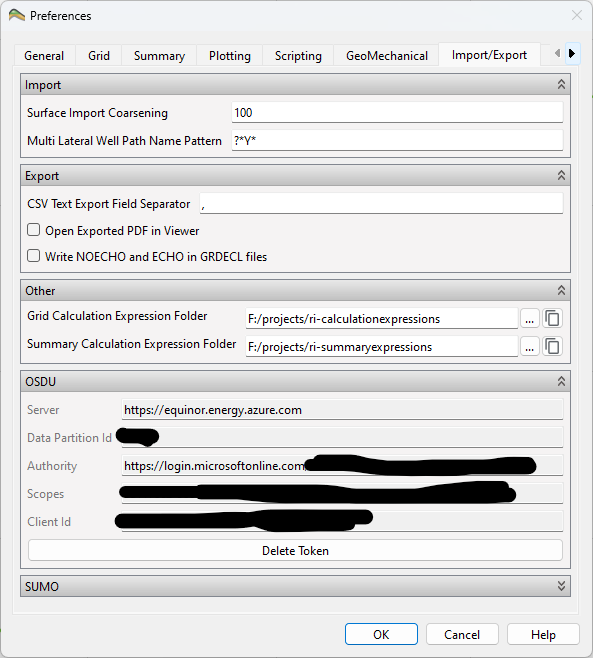 Preferences
General Grid Summary Plotting Scripting GeoMechanical Import/Export
Import
Surface Import Coarsening 100
Multi Lateral Well Path Name Pattern ?*Y*
Export
CSV Text Export Field Separator ,
Open Exported PDF in Viewer
Write NOECHO and ECHO in GRDECL files
Other
Grid Calculation Expression Folder F:/projects/ri-calculationexpressions ...
Summary Calculation Expression Folder F:/projects/ri-summaryexpressions ...
OSDU
Server https://equinor.energy.azure.com
Data Partition Id
Authority https://login.microsoftonline.com
Scopes
Client Id
Delete Token
SUMO
OK Cancel Help